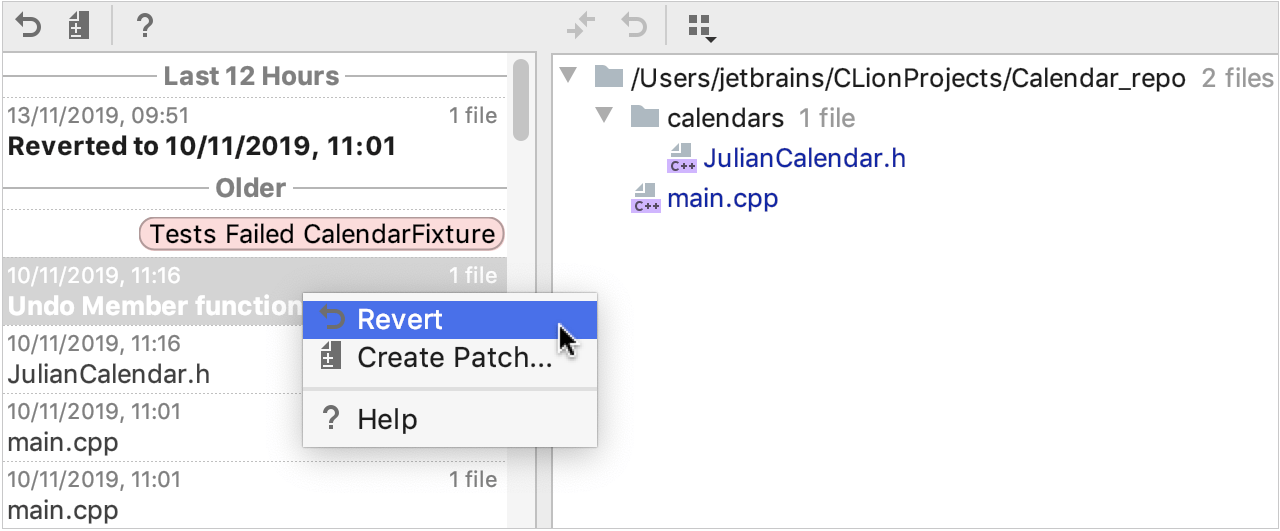 ?
Last 12 Hours
13/11/2019, 09:51 1 file
Reverted to 10/11/2019, 11:01
Older
Tests Failed CalendarFixture
10/11/2019, 11:16 1 file
Undo Member function
10/11/2019, 11:16
JulianCalendar.h
10/11/2019, 11:01
main.cpp
10/11/2019, 11:01 1 file
main.cpp
Revert
Create Patch...
? Help
/Users/jetbrains/CLionProjects/Calendar_repo 2 files
calendars 1 file
C++ JulianCalendar.h
C++ main.cpp